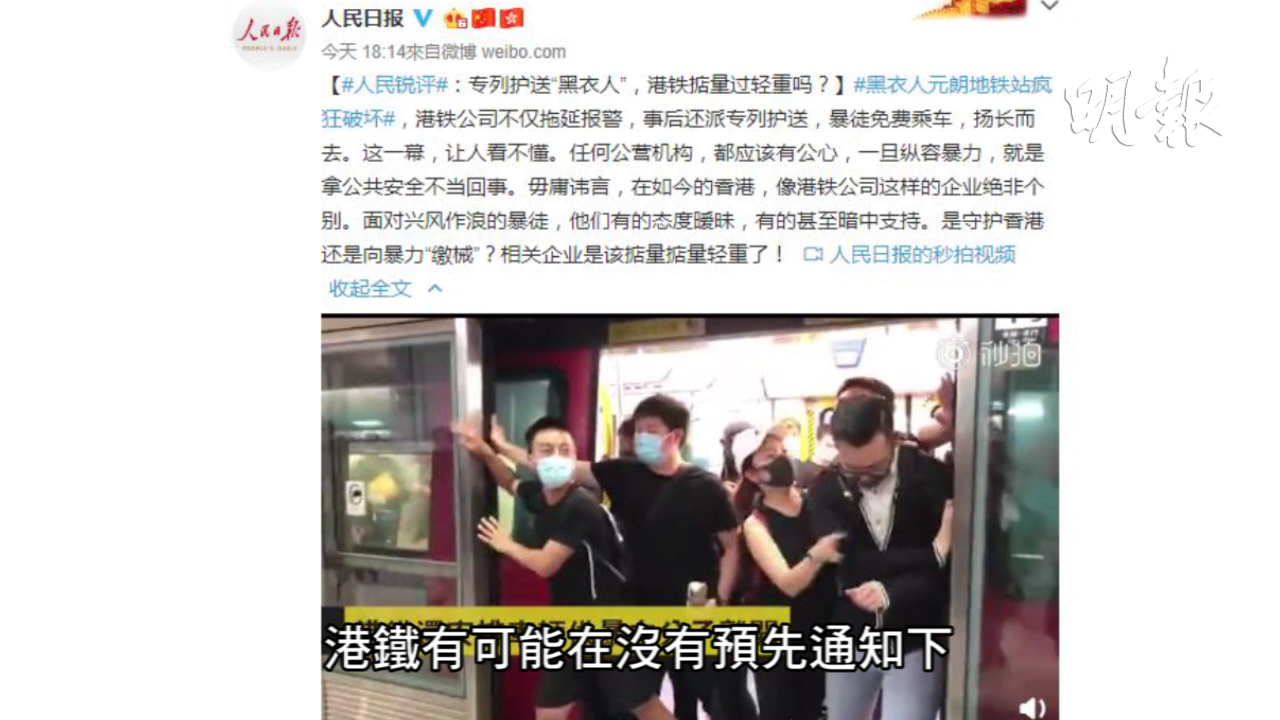 人民日报
人民日報
PEOPLE'S DAILY
今天 18:14来自微博 weibo.com
【#人民锐评#：专列护送“黑衣人”，港铁掂量过轻重吗？】#黑衣人元朗地铁站疯
狂破坏#，港铁公司不仅拖延报警，事后还派专列护送，暴徒免费乘车，扬长而
去。这一幕，让人看不懂。任何公营机构，都应该有公心，一旦纵容暴力，就是
拿公共安全不当回事。毋庸讳言，在如今的香港，像港铁公司这样的企业绝非个
别。面对兴风作浪的暴徒，他们有的态度暧昧，有的甚至暗中支持。是守护香港
还是向暴力“缴械”？相关企业是该掂量掂量轻重了！ 人民日报的秒拍视频
收起全文
明報
秒拍
港鐵有可能在沒有預先通知下